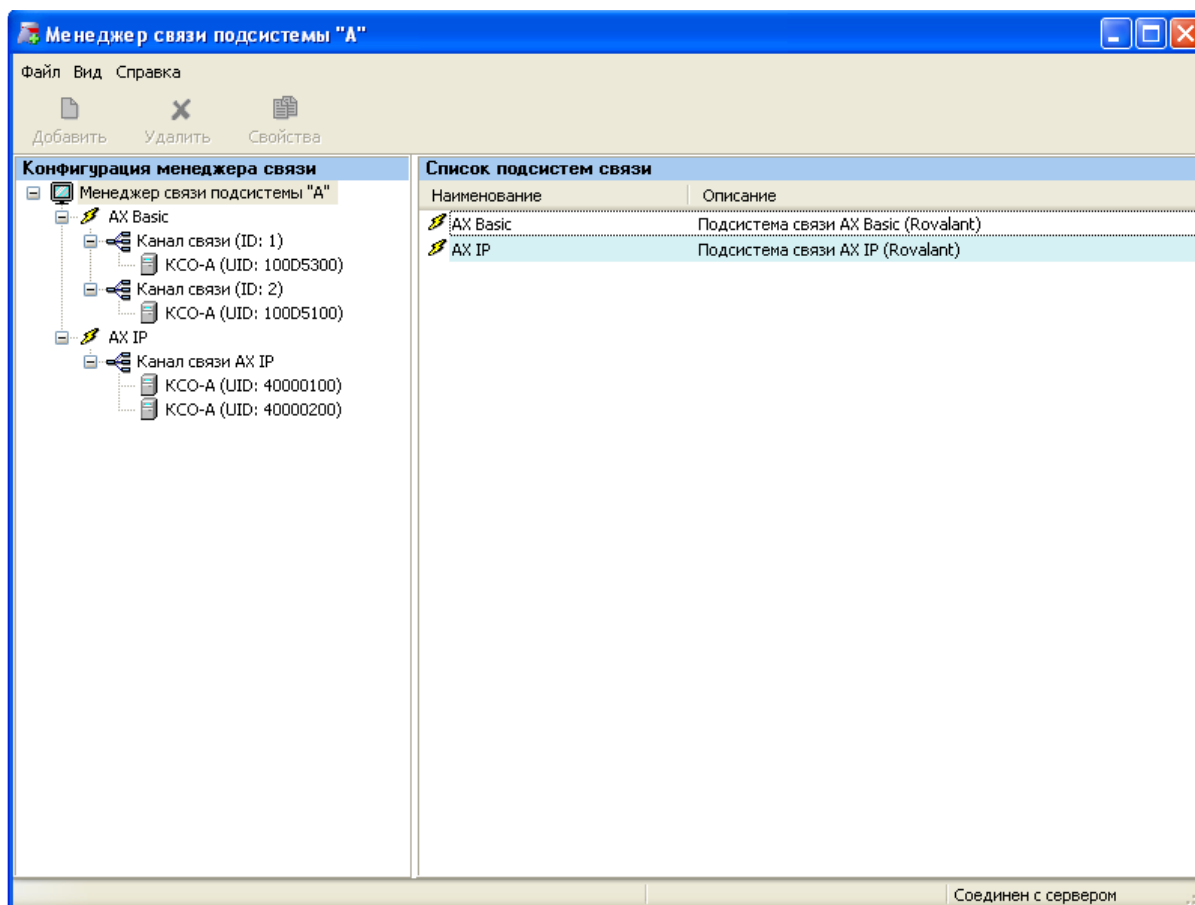 Менеджер связи подсистемы "А"
Файл Вид Справка
Добавить Удалить Свойства
Конфигурация менеджера связи
Менеджер связи подсистемы "А"
AX Basic
Канал связи (ID: 1)
КСО-А (UID: 100D5300)
Канал связи (ID: 2)
КСО-А (UID: 100D5100)
AX IP
Канал связи AX IP
КСО-А (UID: 40000100)
КСО-А (UID: 40000200)
Список подсистем связи
Наименование Описание
AX Basic Подсистема связи AX Basic (Rovalant)
AX IP Подсистема связи AX IP (Rovalant)
Соединен с сервером